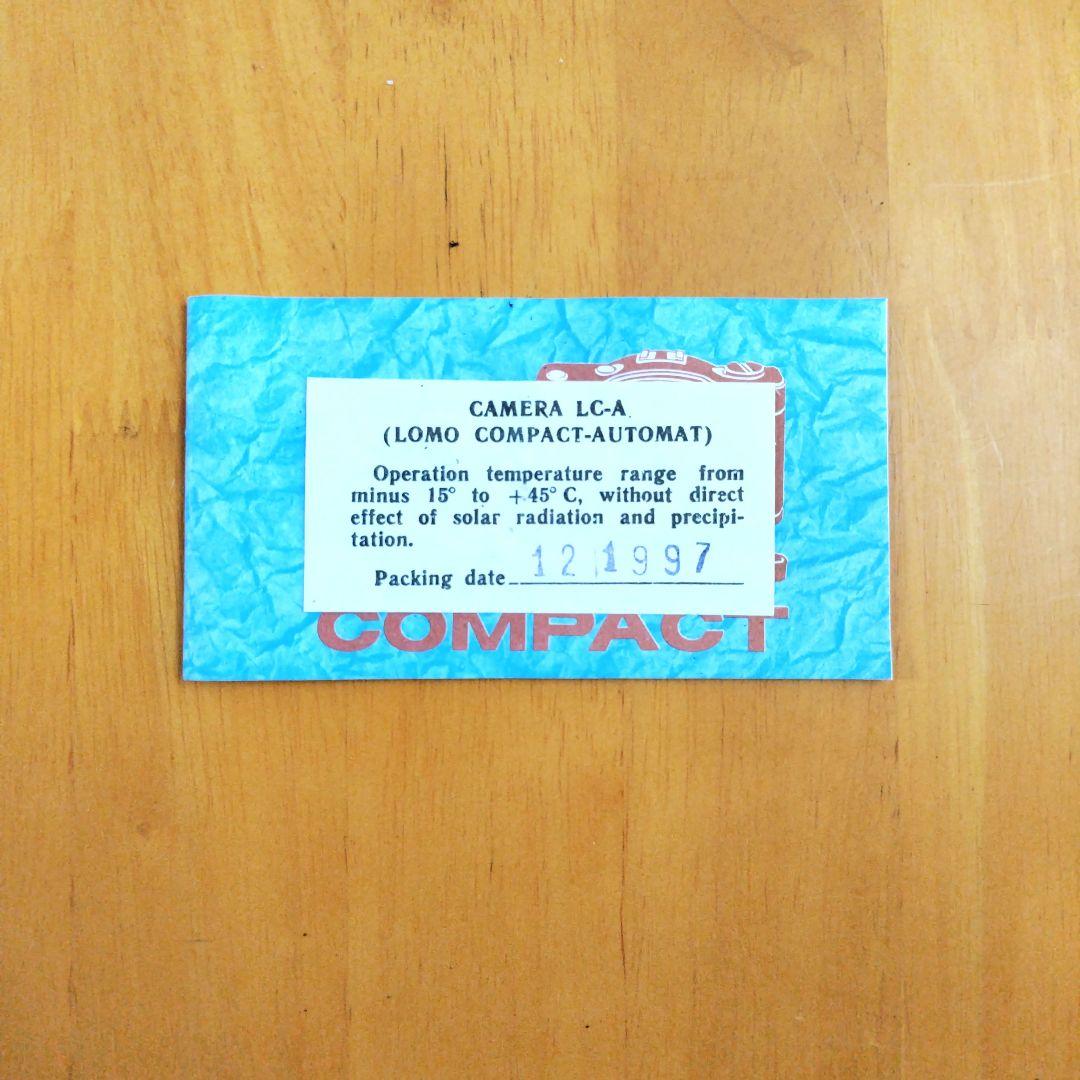 CAMERA LC-A
(LOMO COMPACT-AUTOMAT)
Operation temperature range from
minus 15° to +45° C, without direct
effect of solar radiation and precipi-
tation.
Packing date 12 1997
COMPACT